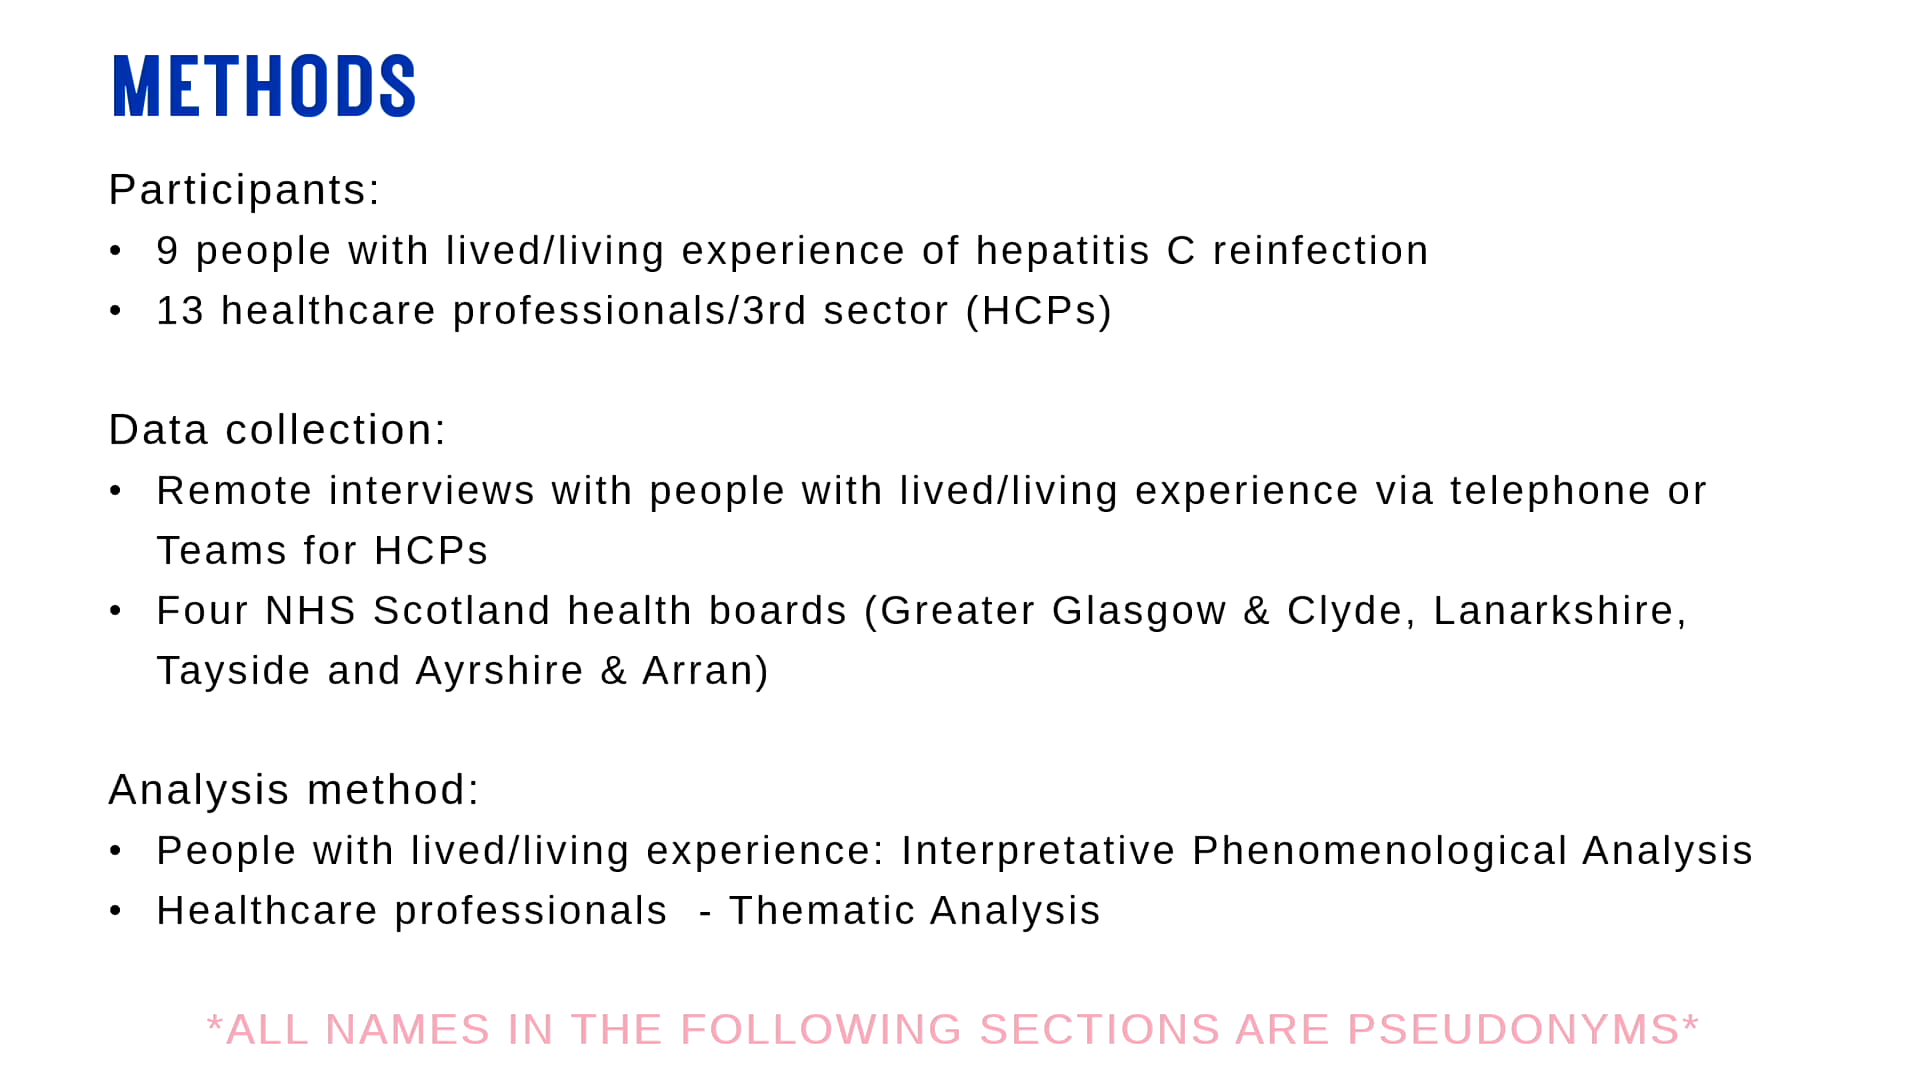 METHODS
Participants:
• 9 people with lived/living experience of hepatitis C reinfection
• 13 healthcare professionals/3rd sector (HCPs)
Data collection:
• Remote interviews with people with lived/living experience via telephone or
Teams for HCPs
• Four NHS Scotland health boards (Greater Glasgow & Clyde, Lanarkshire,
Tayside and Ayrshire & Arran)
Analysis method:
• People with lived/living experience: Interpretative Phenomenological Analysis
• Healthcare professionals  - Thematic Analysis
*ALL NAMES IN THE FOLLOWING SECTIONS ARE PSEUDONYMS*